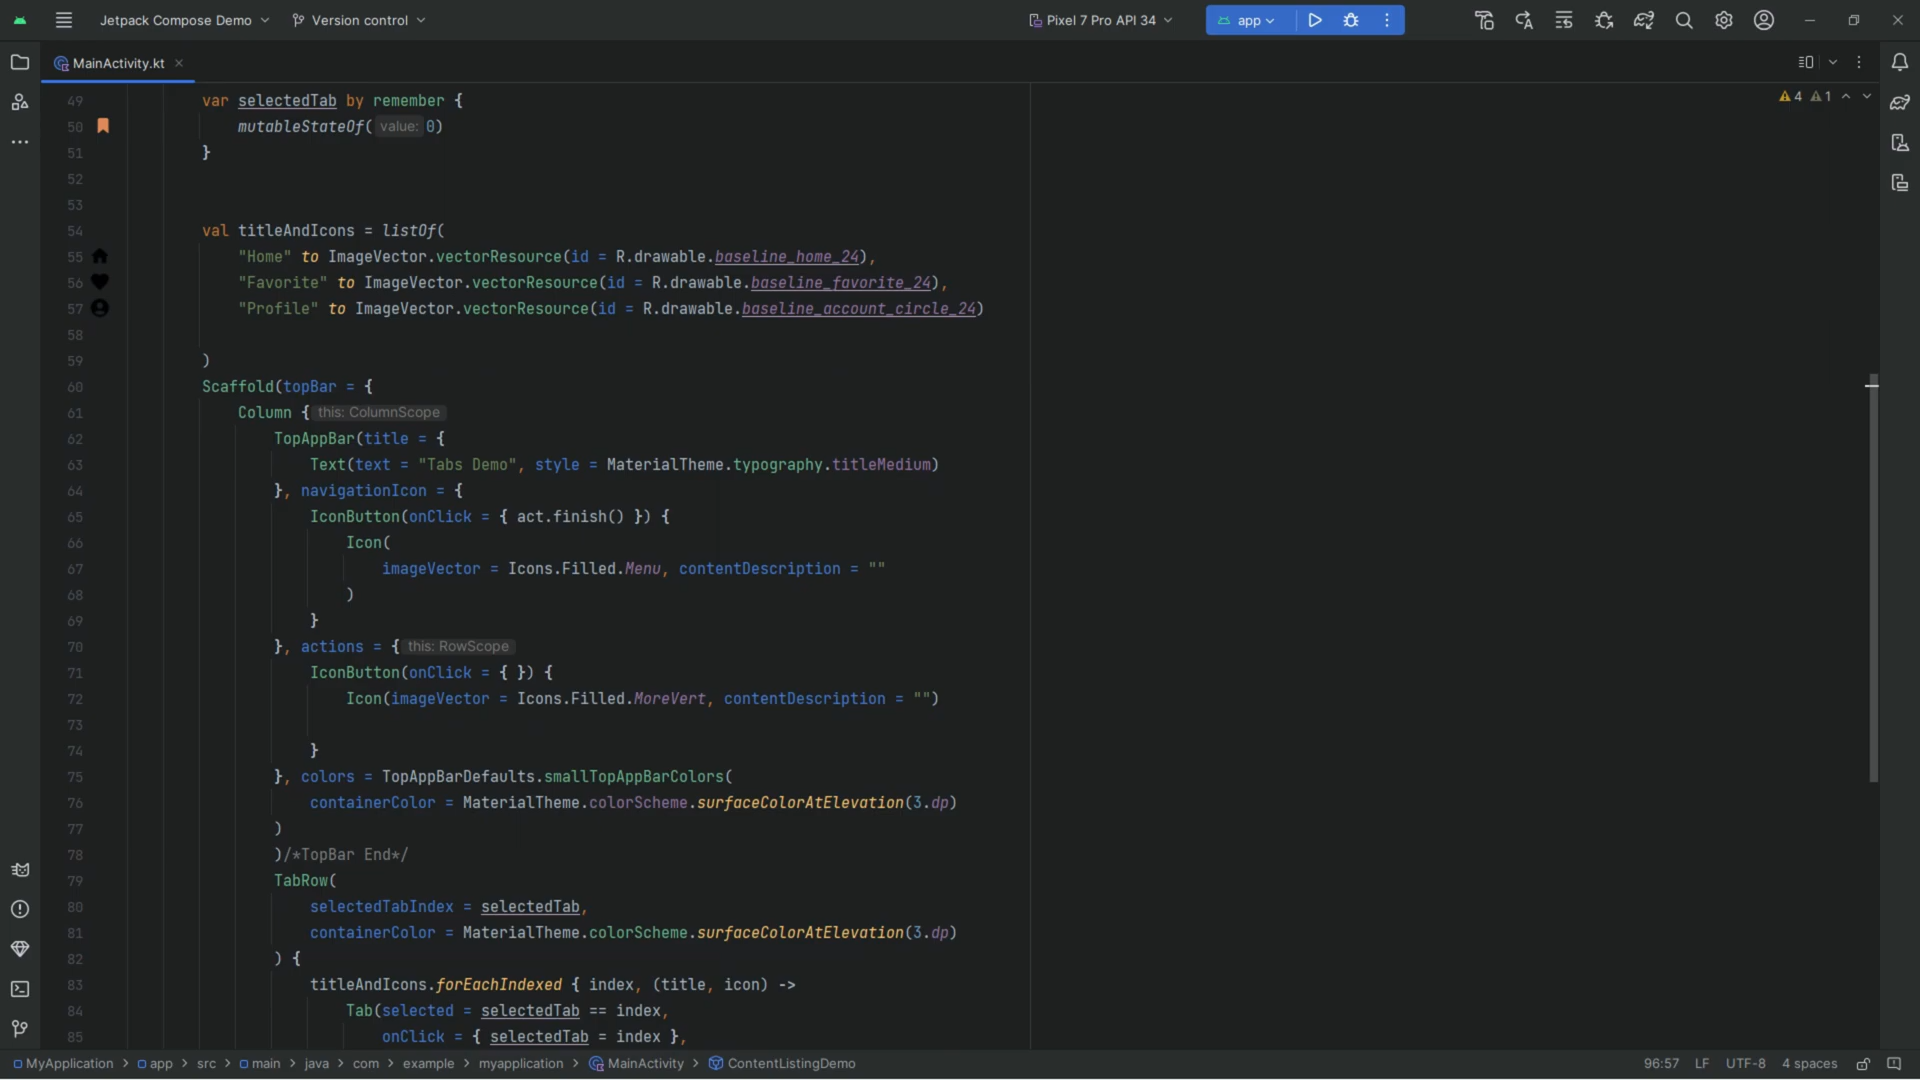 Jetpack Compose Demo
Version control
Pixel 7 Pro API 34
app
MainActivity.kt
4
1
49 var selectedTab by remember {
50 mutableStateOf( value: 0)
51 }
52
53
54 val titleAndIcons = listOf(
55 "Home" to ImageVector.vectorResource(id = R.drawable.baseline_home_24),
56 "Favorite" to ImageVector.vectorResource(id = R.drawable.baseline_favorite_24),
57 "Profile" to ImageVector.vectorResource(id = R.drawable.baseline_account_circle_24)
58
59 )
60 Scaffold(topBar = {
61 Column { this: ColumnScope
62 TopAppBar(title = {
63 Text(text = "Tabs Demo", style = MaterialTheme.typography.titleMedium)
64 }, navigationIcon = {
65 IconButton(onClick = { act.finish() }) {
66 Icon(
67 imageVector = Icons.Filled.Menu, contentDescription = ""
68 )
69 }
70 }, actions = { this: RowScope
71 IconButton(onClick = { }) {
72 Icon(imageVector = Icons.Filled.MoreVert, contentDescription = "")
73
74 }
75 }, colors = TopAppBarDefaults.smallTopAppBarColors(
76 containerColor = MaterialTheme.colorScheme.surfaceColorAtElevation(3.dp)
77 )
78 )/*TopBar End*/
79 TabRow(
80 selectedTabIndex = selectedTab,
81 containerColor = MaterialTheme.colorScheme.surfaceColorAtElevation(3.dp)
82 ) {
83 titleAndIcons.forEachIndexed { index, (title, icon) ->
84 Tab(selected = selectedTab == index,
85 onClick = { selectedTab = index },
MyApplication > app > src > main > java > com > example > myapplication > MainActivity > ContentListingDemo
96:57 LF UTF-8 4 spaces